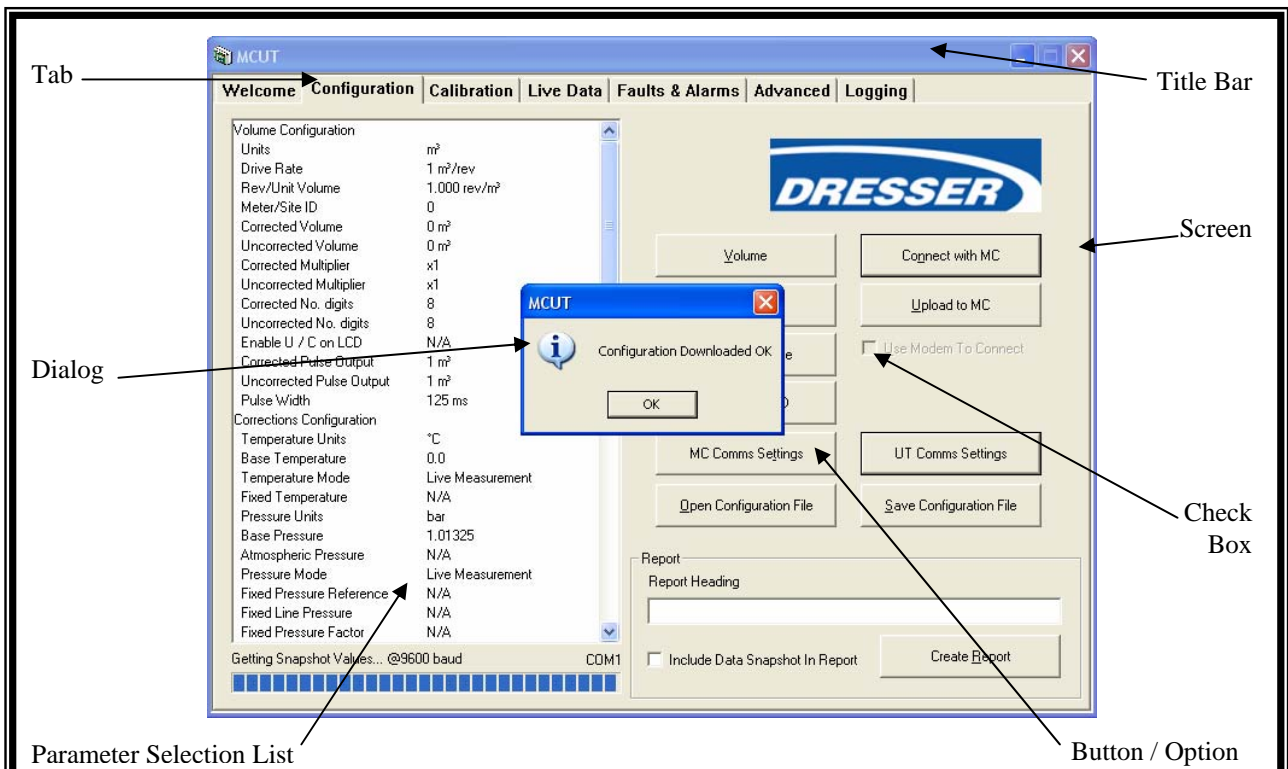 MCUT
Tab
Title Bar
Welcome Configuration Calibration Live Data Faults & Alarms Advanced Logging
Volume Configuration
Units m³
Drive Rate 1 m³/rev
Rev/Unit Volume 1.000 rev/m³
Meter/Site ID 0
Corrected Volume 0 m³
Uncorrected Volume 0 m³
Corrected Multiplier x1
Uncorrected Multiplier x1
Corrected No. digits 8
Uncorrected No. digits 8
Enable U / C on LCD N/A
Corrected Pulse Output 1 m³
Uncorrected Pulse Output 1 m³
Pulse Width 125 ms
Corrections Configuration
Temperature Units °C
Base Temperature 0.0
Temperature Mode Live Measurement
Fixed Temperature N/A
Pressure Units bar
Base Pressure 1.01325
Atmospheric Pressure N/A
Pressure Mode Live Measurement
Fixed Pressure Reference N/A
Fixed Line Pressure N/A
Fixed Pressure Factor N/A
Getting Snapshot Values... @9600 baud COM1
DRESSER
Screen
Volume
Connect with MC
Upload to MC
Use Modem To Connect
MCUT
Configuration Downloaded OK
OK
Dialog
MC Comms Settings
UT Comms Settings
Open Configuration File
Save Configuration File
Check
Box
Report
Report Heading
Include Data Snapshot In Report
Create Report
Parameter Selection List
Button / Option